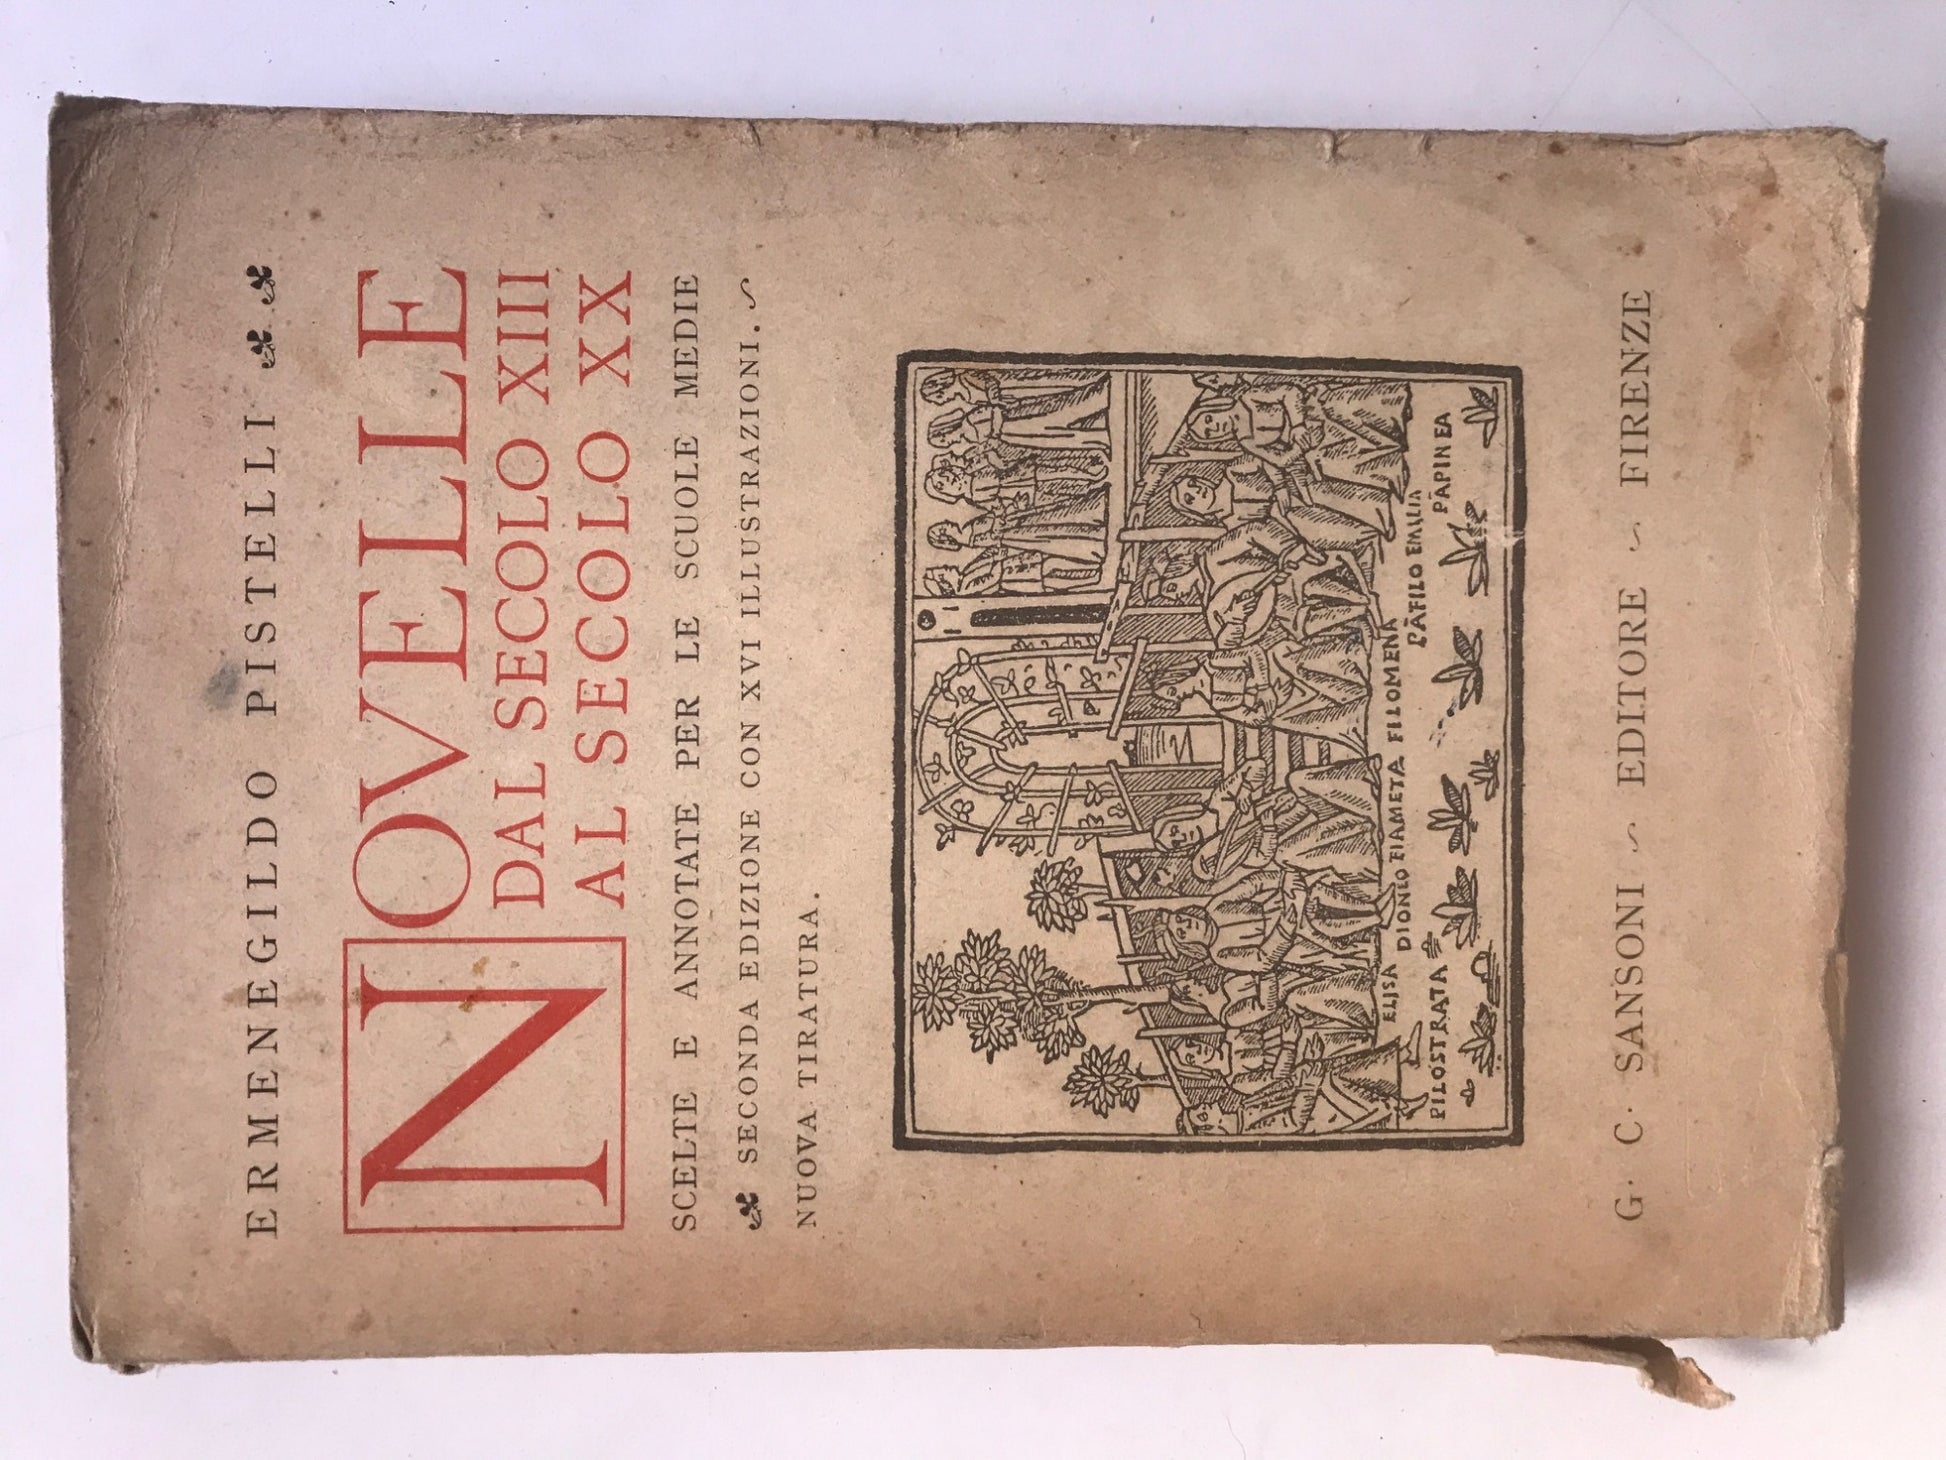 ERMENEGILDO PISTELLI
NOVELLE
DAL SECOLO XIII
AL SECOLO XX
SCELTE E ANNOTATE PER LE SCUOLE MEDIE
SECONDA EDIZIONE CON XVI ILLUSTRAZIONI.
NUOVA TIRATURA.
PILOSTRATA ELISA DIONEO FIAMETA FILOMENA PÃFILO EMILIA PÃPINEA
G. C. SANSONI ~ EDITORE ~ FIRENZE